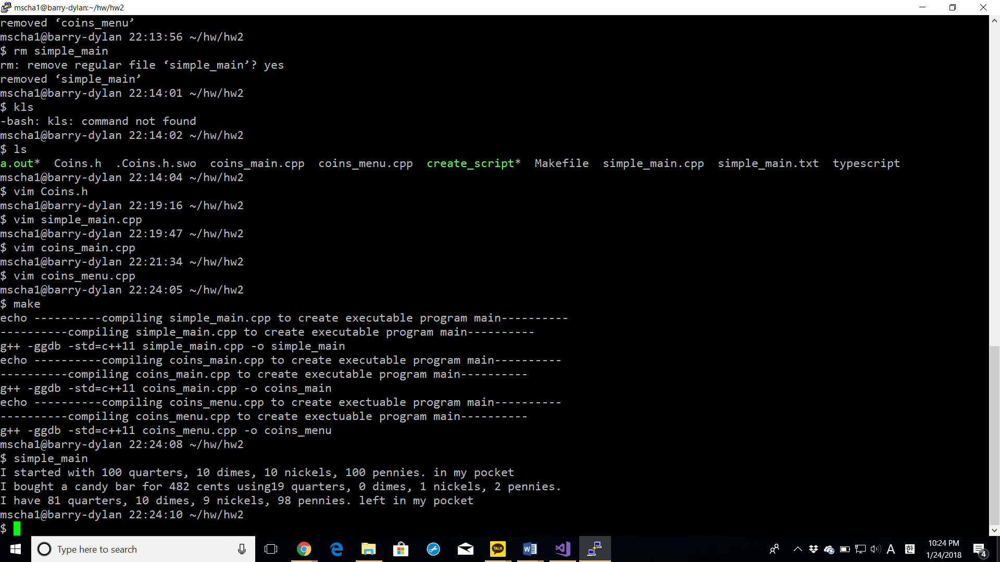 mscha1@barry-dylan:~/hw/hw2
removed ‘coins_menu’
mscha1@barry-dylan 22:13:56 ~/hw/hw2
$ rm simple_main
rm: remove regular file ‘simple_main’? yes
removed ‘simple_main’
mscha1@barry-dylan 22:14:01 ~/hw/hw2
$ kls
-bash: kls: command not found
mscha1@barry-dylan 22:14:02 ~/hw/hw2
$ ls
a.out*  Coins.h  .Coins.h.swo  coins_main.cpp  coins_menu.cpp  create_script*  Makefile  simple_main.cpp  simple_main.txt  typescript
mscha1@barry-dylan 22:14:04 ~/hw/hw2
$ vim Coins.h
mscha1@barry-dylan 22:19:16 ~/hw/hw2
$ vim simple_main.cpp
mscha1@barry-dylan 22:19:47 ~/hw/hw2
$ vim coins_main.cpp
mscha1@barry-dylan 22:21:34 ~/hw/hw2
$ vim coins_menu.cpp
mscha1@barry-dylan 22:24:05 ~/hw/hw2
$ make
echo ----------compiling simple_main.cpp to create executable program main----------
----------compiling simple_main.cpp to create executable program main----------
g++ -ggdb -std=c++11 simple_main.cpp -o simple_main
echo ----------compiling coins_main.cpp to create executable program main----------
----------compiling coins_main.cpp to create executable program main----------
g++ -ggdb -std=c++11 coins_main.cpp -o coins_main
echo ----------compiling coins_menu.cpp to create exectuable program main----------
----------compiling coins_menu.cpp to create exectuable program main----------
g++ -ggdb -std=c++11 coins_menu.cpp -o coins_menu
mscha1@barry-dylan 22:24:08 ~/hw/hw2
$ simple_main
I started with 100 quarters, 10 dimes, 10 nickels, 100 pennies. in my pocket
I bought a candy bar for 482 cents using19 quarters, 0 dimes, 1 nickels, 2 pennies.
I have 81 quarters, 10 dimes, 9 nickels, 98 pennies. left in my pocket
mscha1@barry-dylan 22:24:10 ~/hw/hw2
$
Type here to search
TALK
A
한
10:24 PM
1/24/2018
4